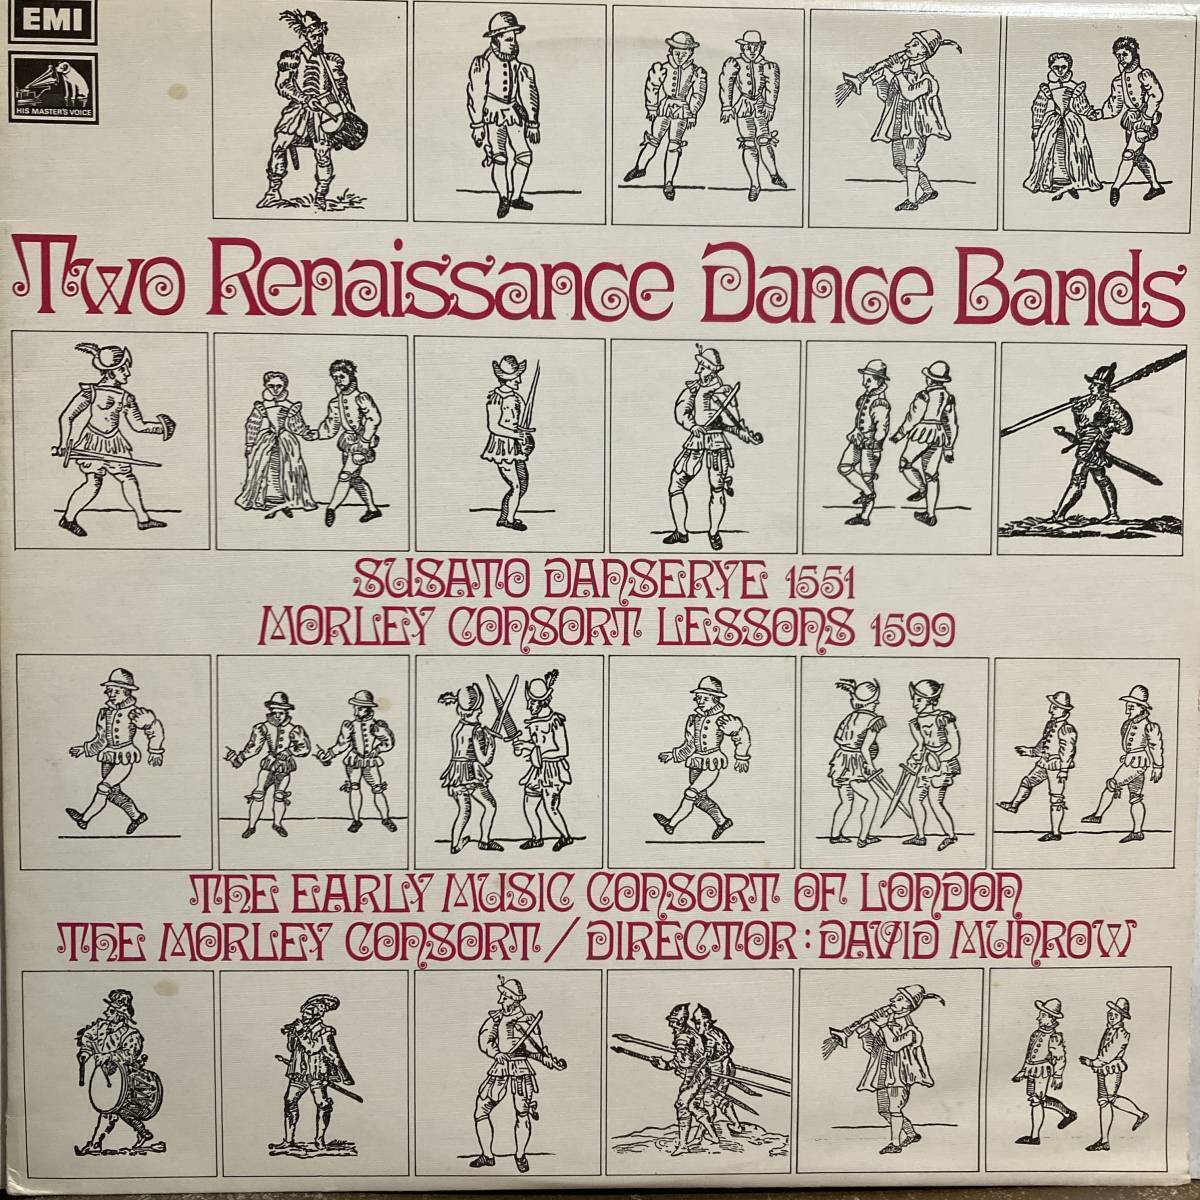 EMI
HIS MASTER'S VOICE
Two Renaissance Dance Bands
SUSATO DANSERYE 1551
MORLEY CONSORT LESSONS 1599
THE EARLY MUSIC CONSORT OF LONDON
THE MORLEY CONSORT / DIRECTOR: DAVID MUNROW